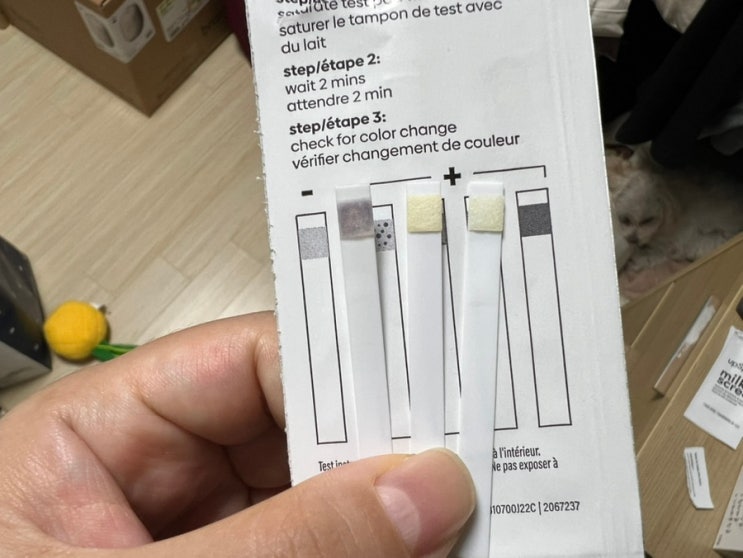 saturer le tampon de test avec
du lait
step/étape 2:
wait 2 mins
attendre 2 min
step/étape 3:
check for color change
vérifier changement de couleur
- +
Test
à l'intérieur.
Ne pas exposer à
10700J22C | 2067237